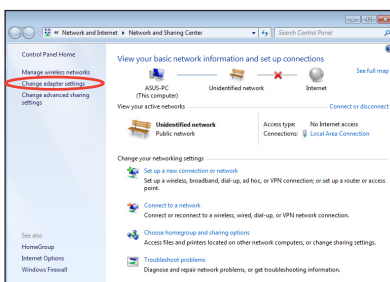 « Network and Internet ▸ Network and Sharing Center
Search Control Panel
Control Panel Home
Manage wireless networks
Change adapter settings
Change advanced sharing
settings
View your basic network information and set up connections
See full map
ASUS-PC
(This computer)
Unidentified network
Internet
View your active networks
Connect or disconnect
Unidentified network
Public network
Access type: No Internet access
Connections: Local Area Connection
Change your networking settings
Set up a new connection or network
Set up a wireless, broadband, dial-up, ad hoc, or VPN connection; or set up a router or access
point.
Connect to a network
Connect or reconnect to a wireless, wired, dial-up, or VPN network connection.
Choose homegroup and sharing options
Access files and printers located on other network computers, or change sharing settings.
Troubleshoot problems
Diagnose and repair network problems, or get troubleshooting information.
See also
HomeGroup
Internet Options
Windows Firewall